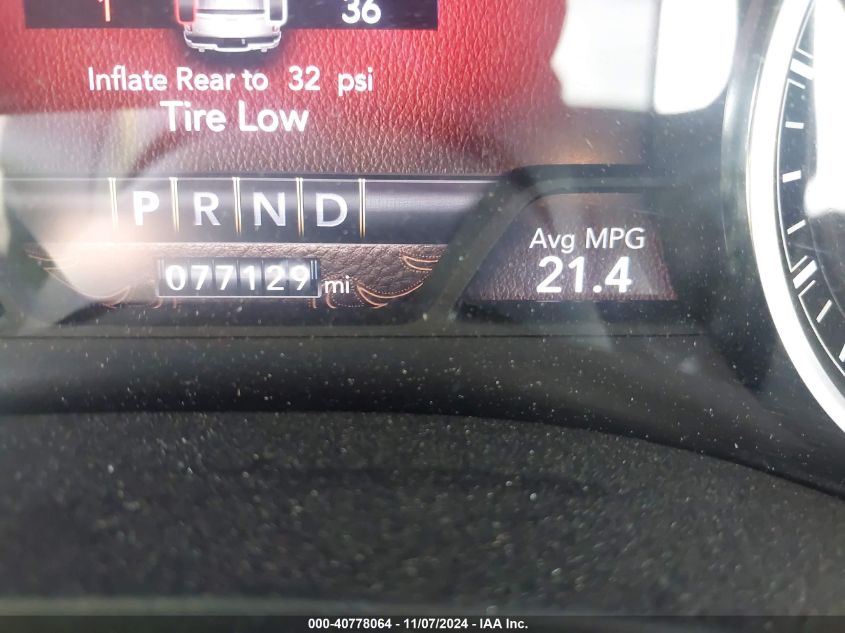 1 36
Inflate Rear to 32 psi
Tire Low
P R N D
Avg MPG
21.4
077129 mi
000-40778064 - 11/07/2024 - IAA Inc.